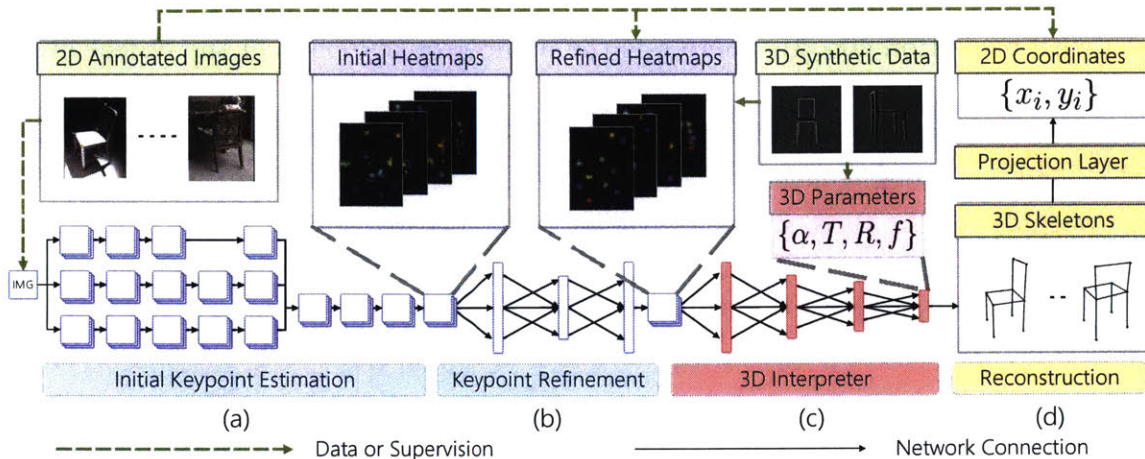 2D Annotated Images
Initial Heatmaps
Refined Heatmaps
3D Synthetic Data
2D Coordinates
{x_i, y_i}
Projection Layer
3D Parameters
{α, T, R, f}
3D Skeletons
IMG
Initial Keypoint Estimation
Keypoint Refinement
3D Interpreter
Reconstruction
(a)
(b)
(c)
(d)
Data or Supervision
Network Connection